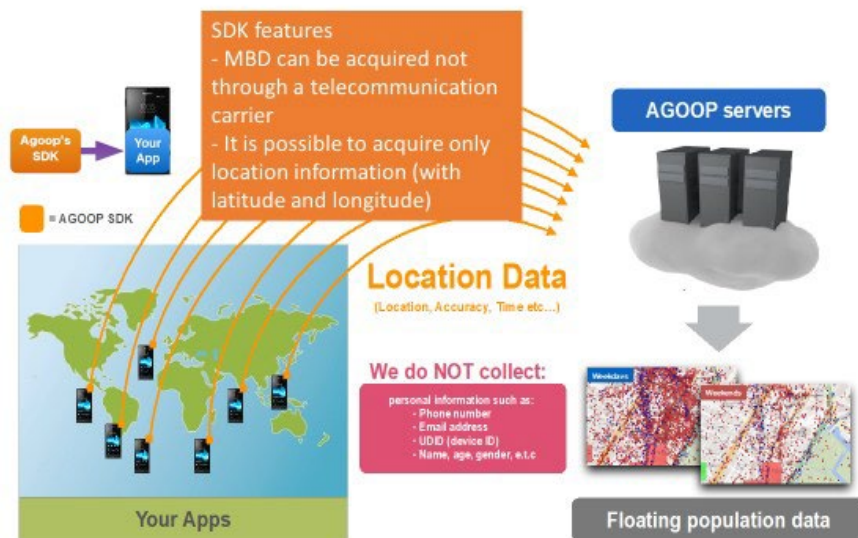 SDK features
- MBD can be acquired not
through a telecommunication
carrier
- It is possible to acquire only
location information (with
latitude and longitude)
Agoop's
SDK
Your
App
= AGOOP SDK
AGOOP servers
Location Data
(Location, Accuracy, Time etc...)
We do NOT collect:
personal information such as:
- Phone number
- Email address
- UDID (device ID)
- Name, age, gender, e.t.c
Weekdays
Weekends
Your Apps
Floating population data